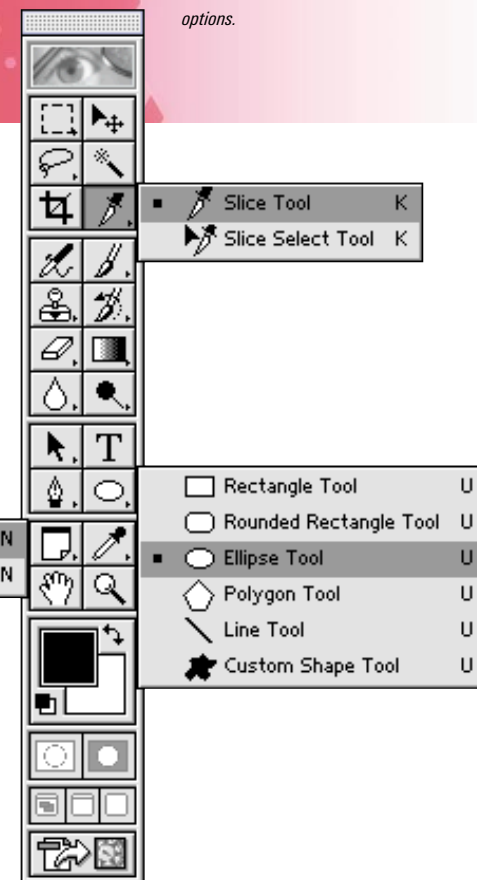 options.
Slice Tool K
Slice Select Tool K
T
Rectangle Tool U
Rounded Rectangle Tool U
N
Ellipse Tool U
N
Polygon Tool U
Line Tool U
Custom Shape Tool U